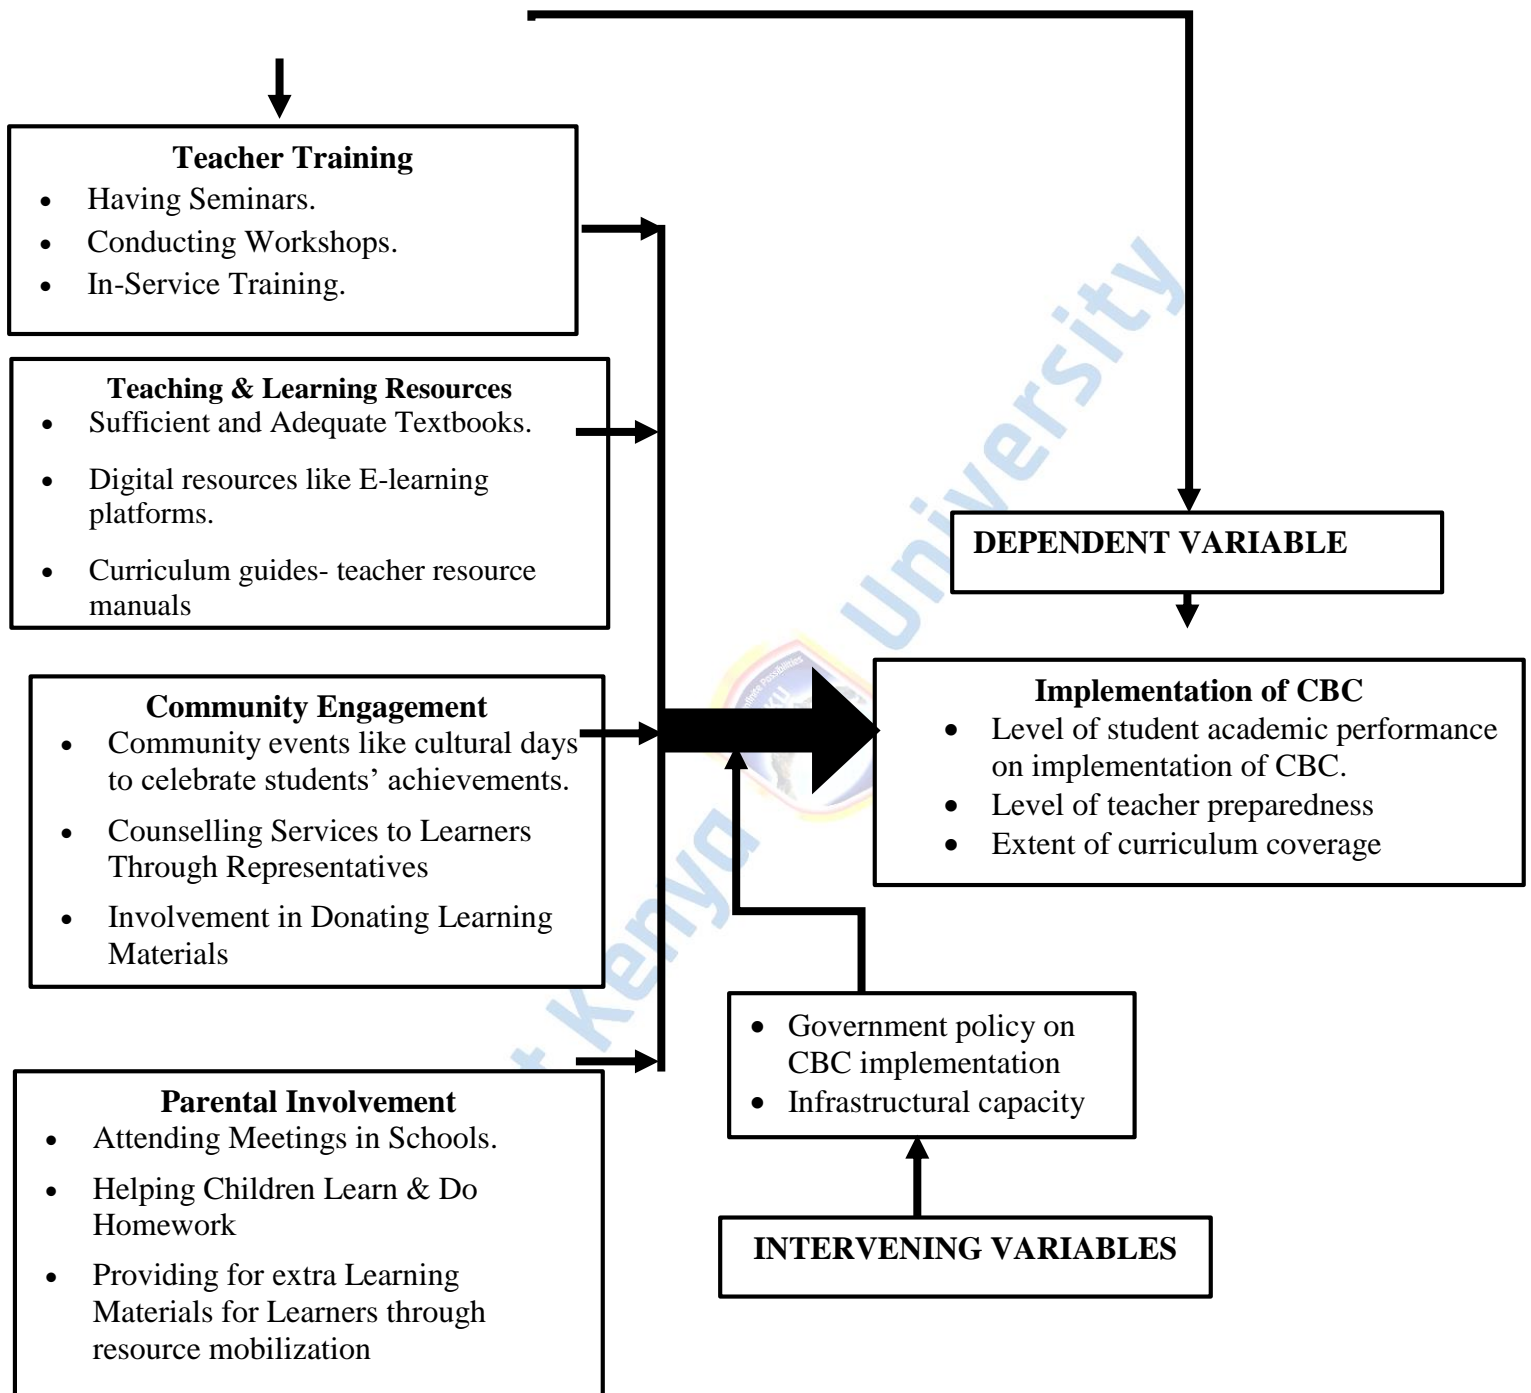 Teacher Training
• Having Seminars.
• Conducting Workshops.
• In-Service Training.
Teaching & Learning Resources
• Sufficient and Adequate Textbooks.
• Digital resources like E-learning
platforms.
• Curriculum guides- teacher resource
manuals
Community Engagement
• Community events like cultural days
to celebrate students’ achievements.
• Counselling Services to Learners
Through Representatives
• Involvement in Donating Learning
Materials
Parental Involvement
• Attending Meetings in Schools.
• Helping Children Learn & Do
Homework
• Providing for extra Learning
Materials for Learners through
resource mobilization
DEPENDENT VARIABLE
Implementation of CBC
• Level of student academic performance
on implementation of CBC.
• Level of teacher preparedness
• Extent of curriculum coverage
• Government policy on
CBC implementation
• Infrastructural capacity
INTERVENING VARIABLES
Kenya University